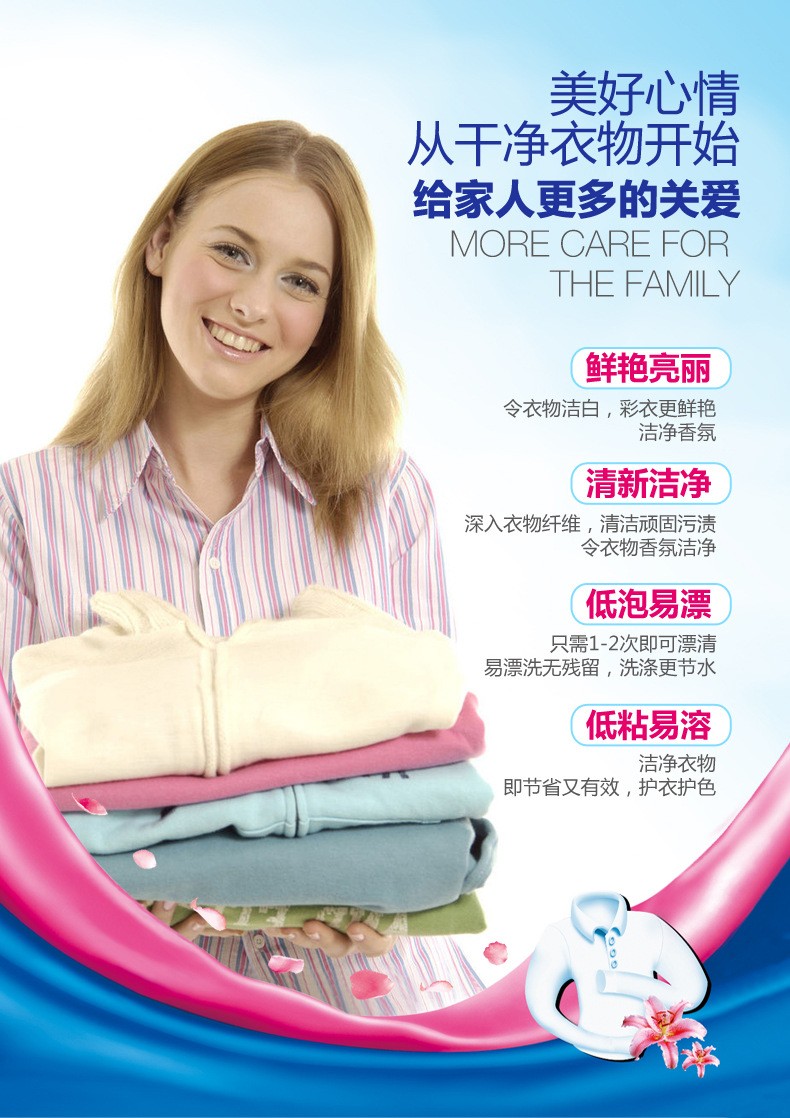 美好心情
从干净衣物开始
给家人更多的关爱
MORE CARE FOR
THE FAMILY
鲜艳亮丽
令衣物洁白，彩衣更鲜艳
洁净香氛
清新洁净
深入衣物纤维，清洁顽固污渍
令衣物香氛洁净
低泡易漂
只需1-2次即可漂清
易漂洗无残留，洗涤更节水
低粘易溶
洁净衣物
即节省又有效，护衣护色